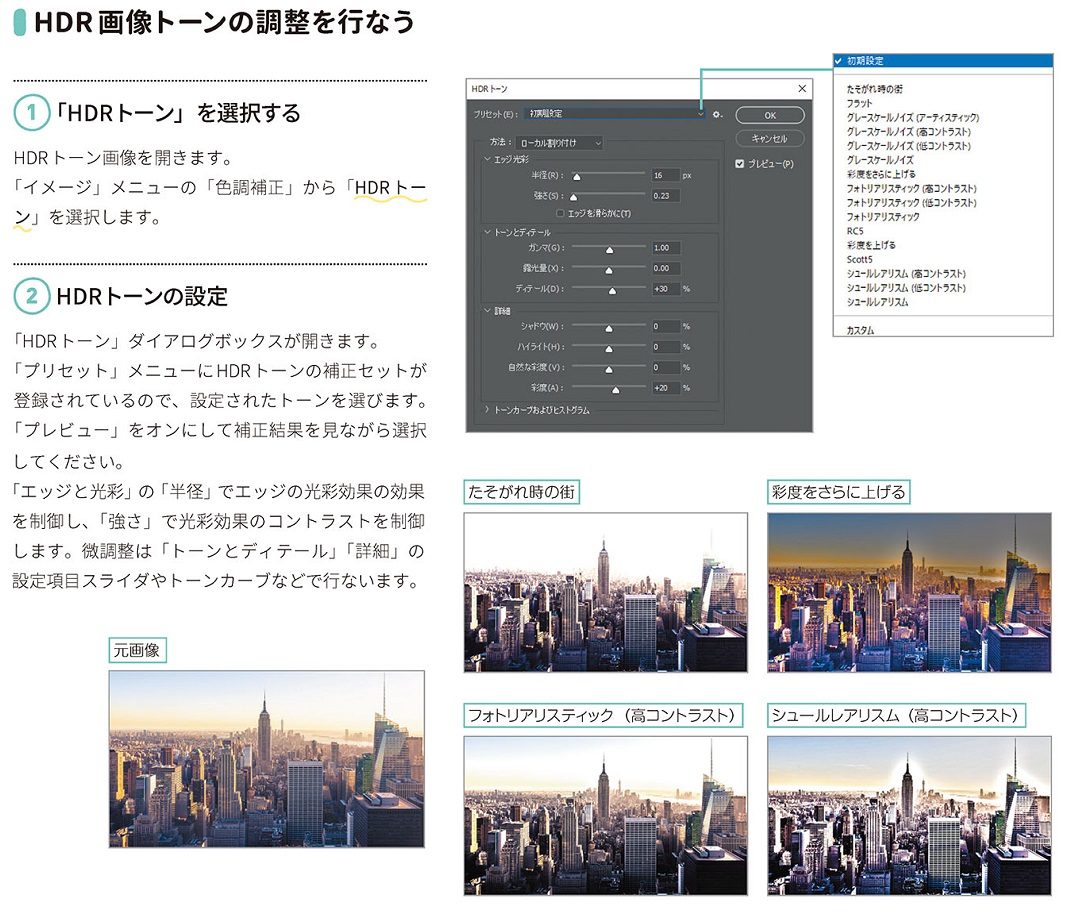 HDR 画像トーンの調整を行なう
1 「HDRトーン」を選択する
HDRトーン画像を開きます。
「イメージ」メニューの「色調補正」から「HDRトー
ン」を選択します。
2 HDRトーンの設定
「HDRトーン」ダイアログボックスが開きます。
「プリセット」メニューにHDRトーンの補正セットが
登録されているので、設定されたトーンを選びます。
「プレビュー」をオンにして補正結果を見ながら選択
してください。
「エッジと光彩」の「半径」でエッジの光彩効果の効果
を制御し、「強さ」で光彩効果のコントラストを制御
します。微調整は「トーンとディテール」「詳細」の
設定項目スライダやトーンカーブなどで行ないます。
元画像
HDRトーン
プリセット(E): 初期設定
OK
キャンセル
プレビュー(P)
方法: ローカル割り付け
エッジ光彩
半径(R): 16 px
強さ(S): 0.23
エッジを滑らかに(T)
トーンとディテール
ガンマ(G): 1.00
露光量(X): 0.00
ディテール(D): +30 %
詳細
シャドウ(W): 0 %
ハイライト(H): 0 %
自然な彩度(V): 0 %
彩度(A): +20 %
トーンカーブおよびヒストグラム
初期設定
たそがれ時の街
フラット
グレースケールノイズ (アーティスティック)
グレースケールノイズ (高コントラスト)
グレースケールノイズ (低コントラスト)
グレースケールノイズ
彩度をさらに上げる
フォトリアリスティック (高コントラスト)
フォトリアリスティック (低コントラスト)
フォトリアリスティック
RC5
彩度を上げる
Scott5
シュールレアリスム (高コントラスト)
シュールレアリスム (低コントラスト)
シュールレアリスム
カスタム
たそがれ時の街
彩度をさらに上げる
フォトリアリスティック（高コントラスト）
シュールレアリスム（高コントラスト）